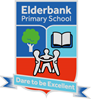 Elderbank
Primary School
Dare to be Excellent